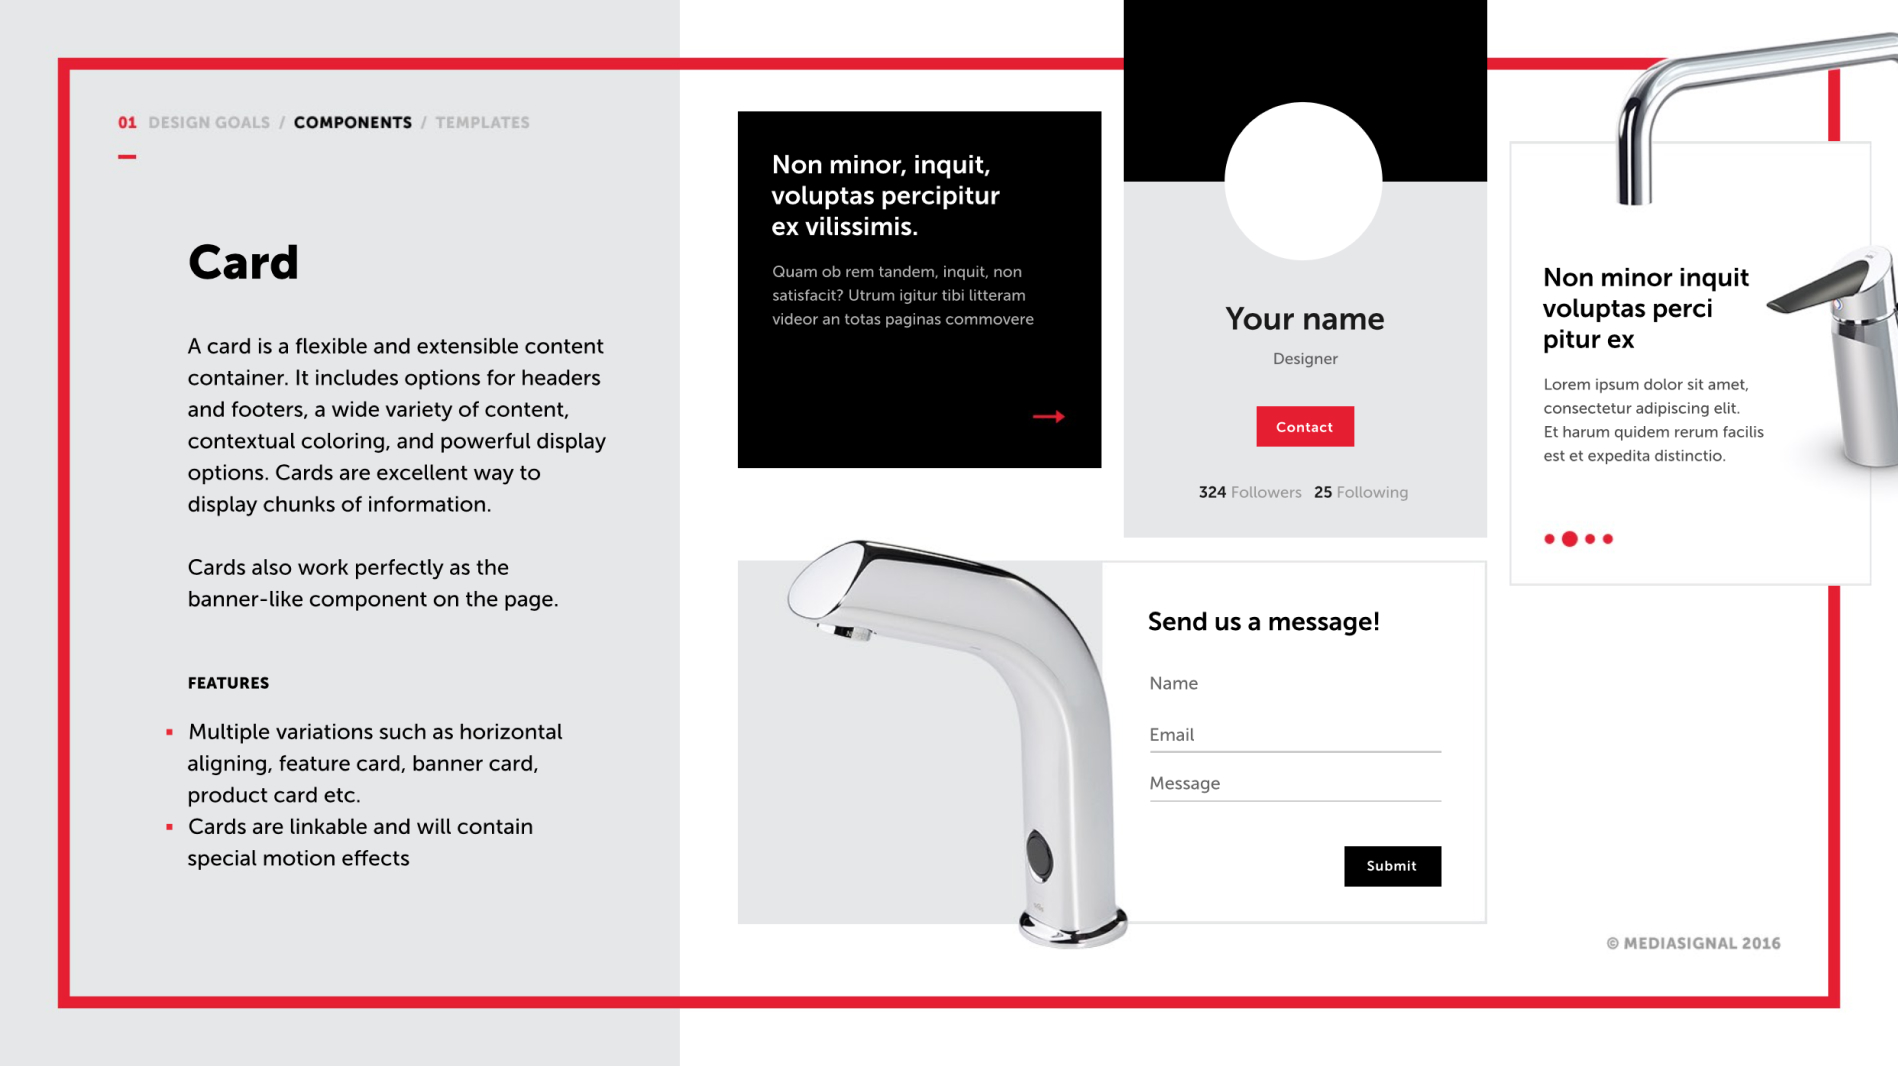 01 DESIGN GOALS / COMPONENTS / TEMPLATES
Card
A card is a flexible and extensible content
container. It includes options for headers
and footers, a wide variety of content,
contextual coloring, and powerful display
options. Cards are excellent way to
display chunks of information.
Cards also work perfectly as the
banner-like component on the page.
FEATURES
Multiple variations such as horizontal
aligning, feature card, banner card,
product card etc.
Cards are linkable and will contain
special motion effects
Non minor, inquit,
voluptas percipitur
ex vilissimis.
Quam ob rem tandem, inquit, non
satisfacit? Utrum igitur tibi litteram
videor an totas paginas commovere
Your name
Designer
Contact
324 Followers 25 Following
Non minor inquit
voluptas perci
pitur ex
Lorem ipsum dolor sit amet,
consectetur adipiscing elit.
Et harum quidem rerum facilis
est et expedita distinctio.
Send us a message!
Name
Email
Message
Submit
© MEDIASIGNAL 2016